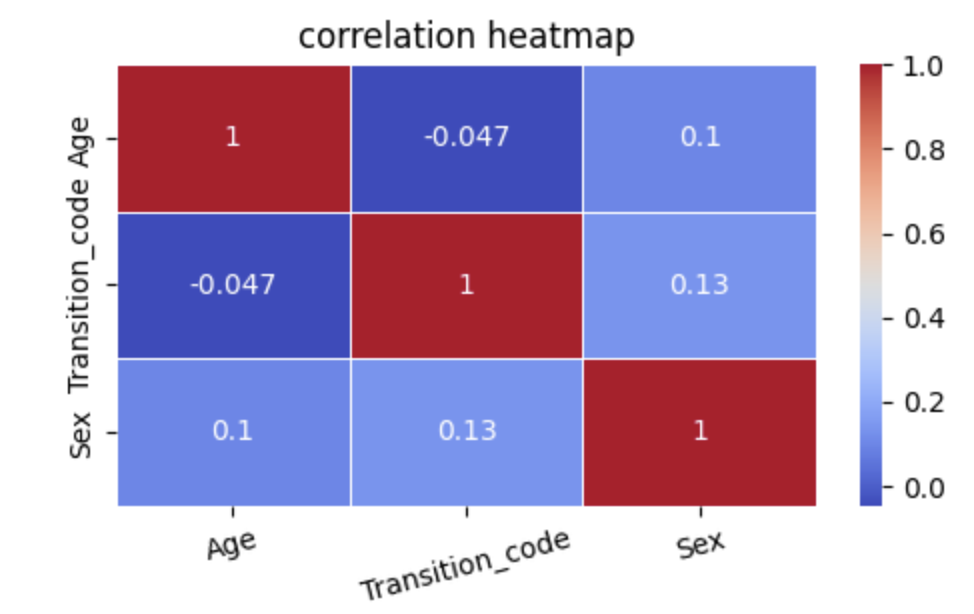 correlation heatmap
Age
1
-0.047
0.1
Transition_code
-0.047
1
0.13
Sex
0.1
0.13
1
Age
Transition_code
Sex
1.0
0.8
0.6
0.4
0.2
0.0